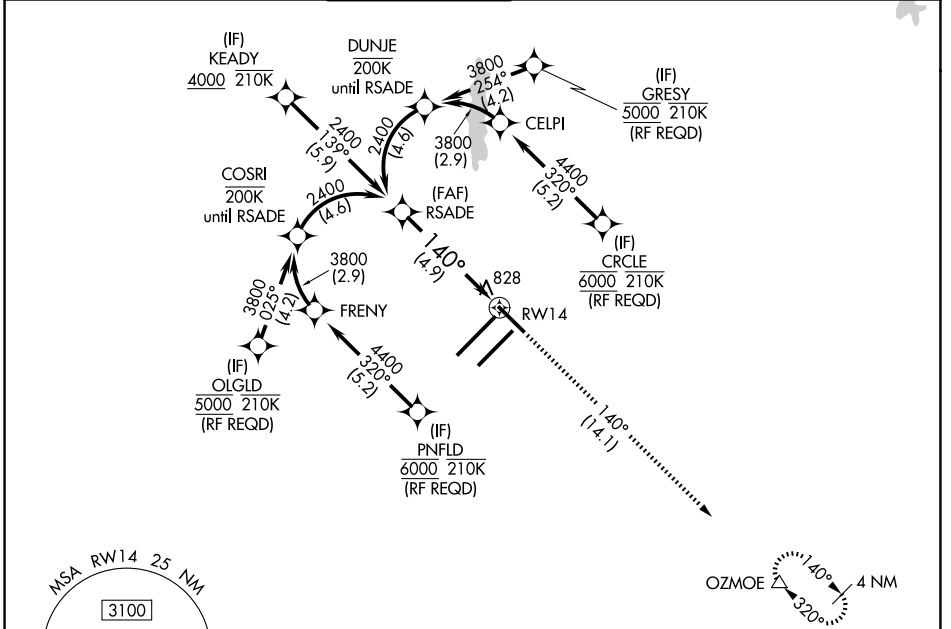 (IF)
KEADY
4000 210K
DUNJE
200K
until RSADE
3800
254°
(4.2)
(IF)
GRESY
5000 210K
(RF REQD)
2400
139°
(5.9)
2400
(4.6)
3800
(2.9)
CELPI
4400
320°
(5.2)
(IF)
CRCLE
6000 210K
(RF REQD)
COSRI
200K
until RSADE
2400
(4.6)
(FAF)
RSADE
140°
(4.9)
828
RW14
3800
(2.9)
FRENY
3800
025°
(4.2)
(IF)
OLGLD
5000 210K
(RF REQD)
4400
320°
(5.2)
(IF)
PNFLD
6000 210K
(RF REQD)
140°
(14.1)
MSA RW14 25 NM
3100
OZMOE
140°
4 NM
320°